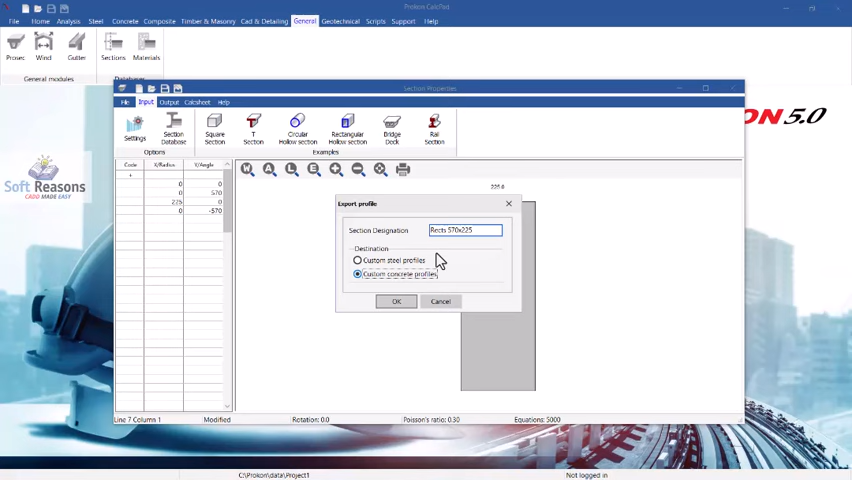 Prokon CalcPad
File Home Analysis Steel Concrete Composite Timber & Masonry Cad & Detailing General Geotechnical Scripts Support Help
Prosec Wind Gutter Sections Materials
General modules Databases
Section Properties
File Input Output Calcsheet Help
Settings Section Database Square Section T Section Circular Hollow section Rectangular Hollow section Bridge Deck Rail Section
Options Examples
ON 5.0
Code X/Radius Y/Angle
+
0 0
0 570
225 0
0 -570
W A L E
225.0
Soft Reasons
CADD MADE EASY
Export profile
Section Designation Rects 570x225
Destination
Custom steel profiles
Custom concrete profiles
OK Cancel
Line 7 Column 1 Modified Rotation: 0.0 Poisson's ratio: 0.30 Equations: 5000
C:\Prokon\data\Project1 Not logged in